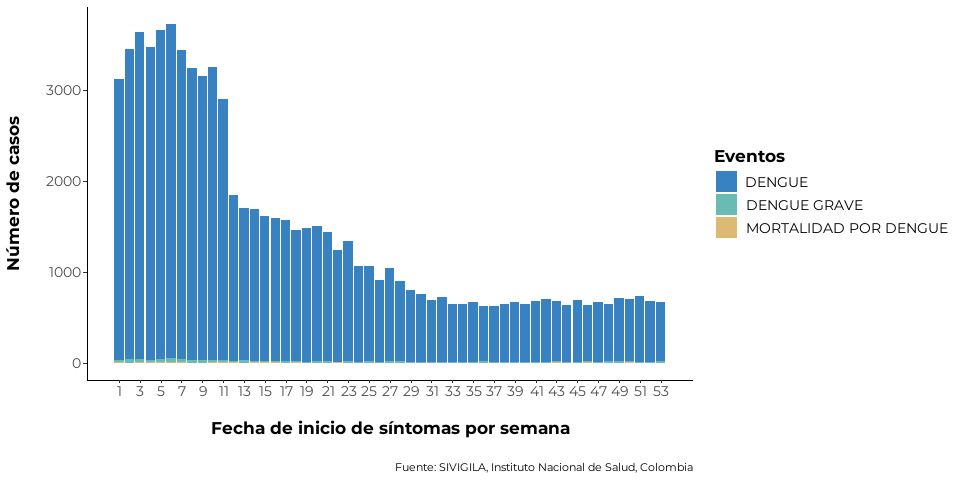 Número de casos
3000
2000
1000
0
1 3 5 7 9 11 13 15 17 19 21 23 25 27 29 31 33 35 37 39 41 43 45 47 49 51 53
Fecha de inicio de síntomas por semana
Eventos
DENGUE
DENGUE GRAVE
MORTALIDAD POR DENGUE
Fuente: SIVIGILA, Instituto Nacional de Salud, Colombia